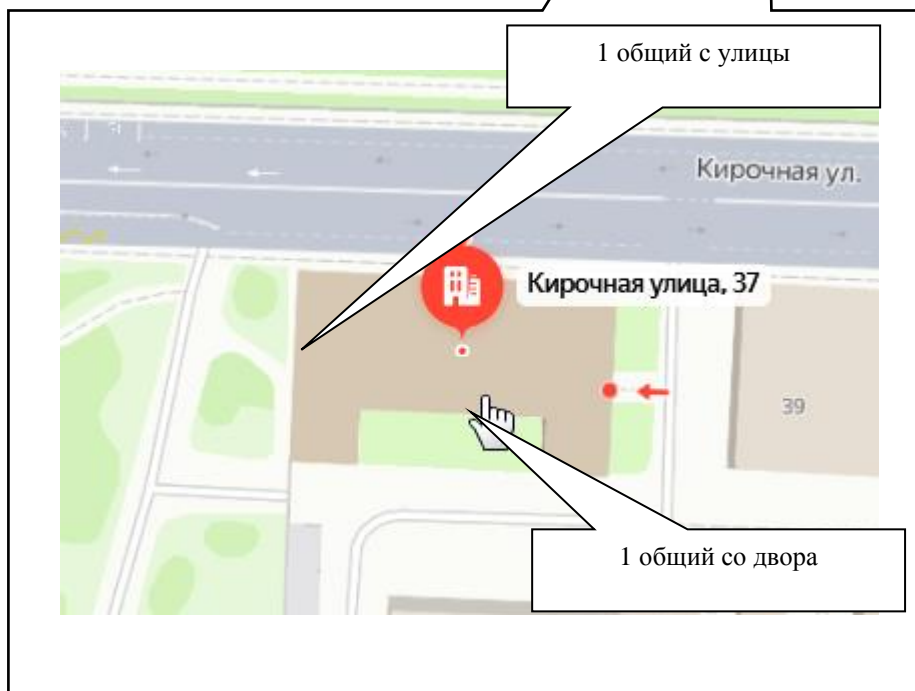 1 общий с улицы
Кирочная ул.
Кирочная улица, 37
39
1 общий со двора